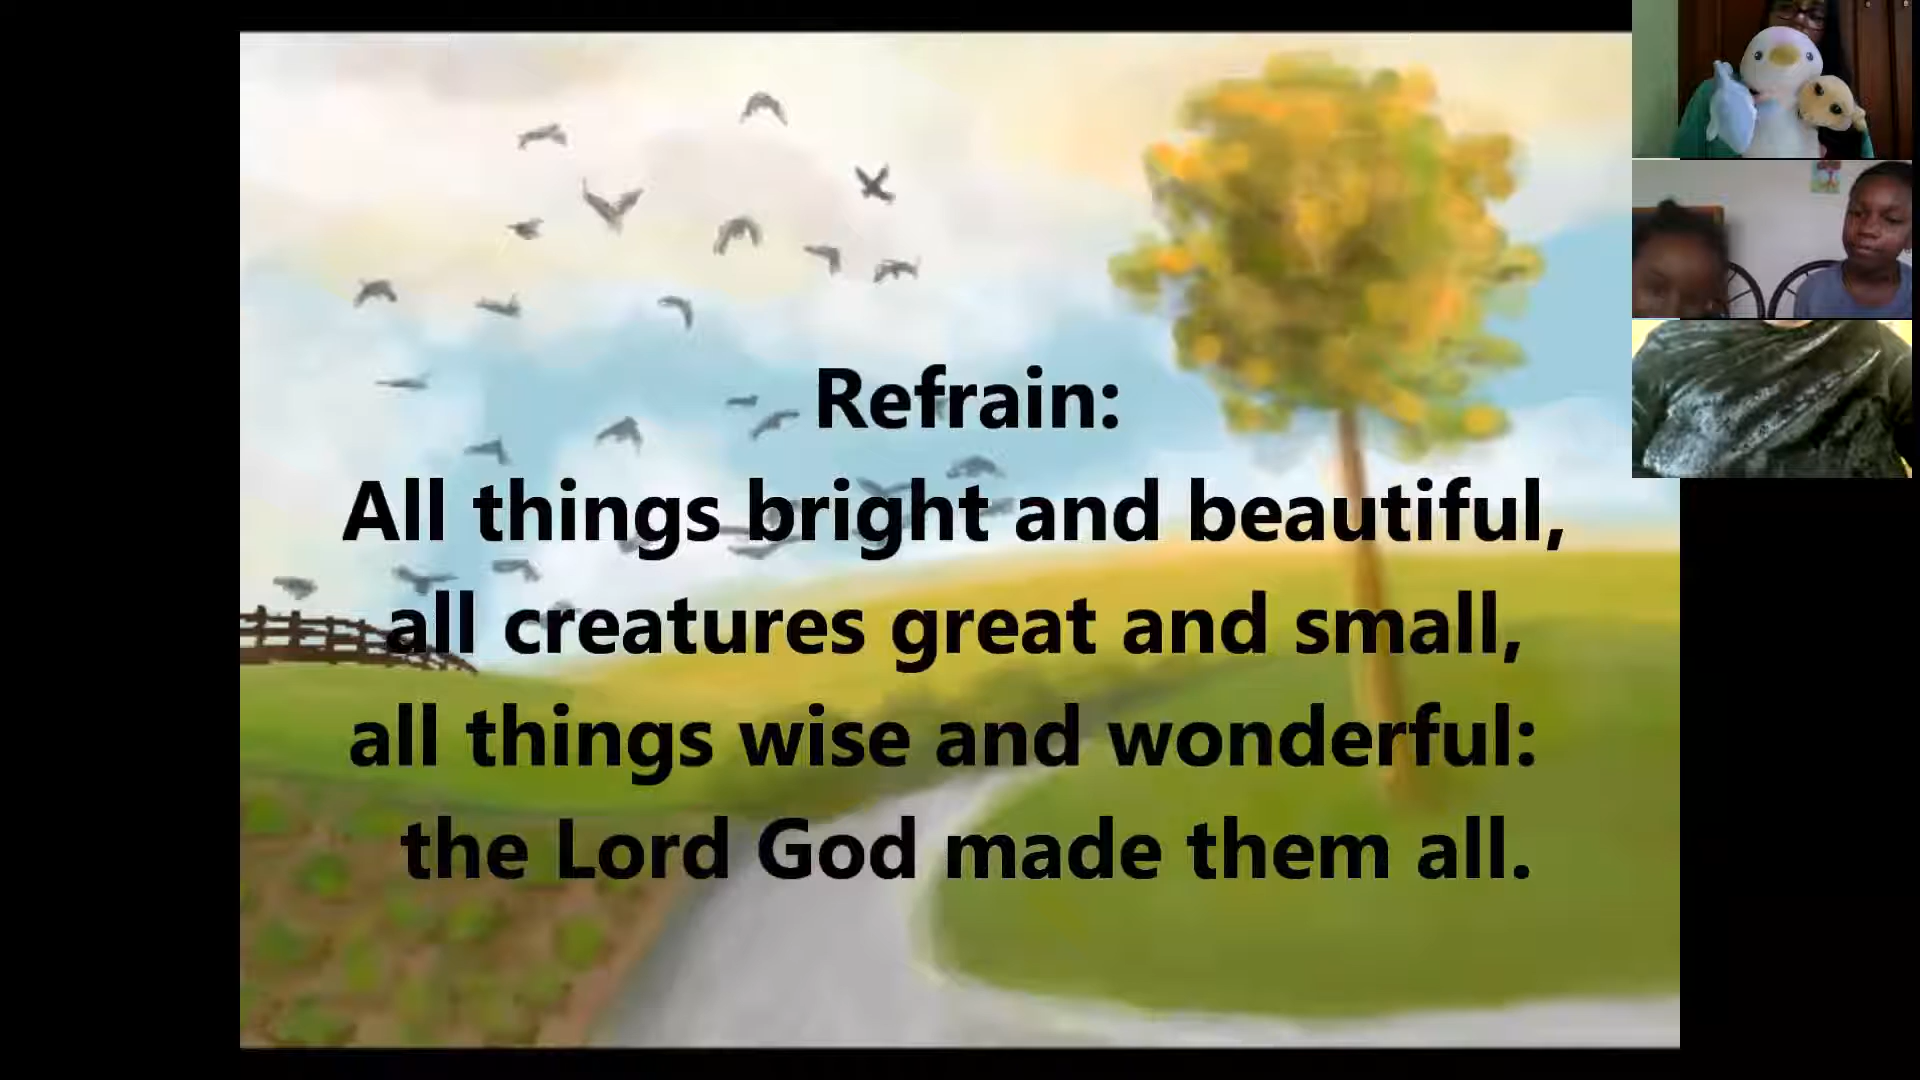 Refrain:
All things bright and beautiful,
all creatures great and small,
all things wise and wonderful:
the Lord God made them all.